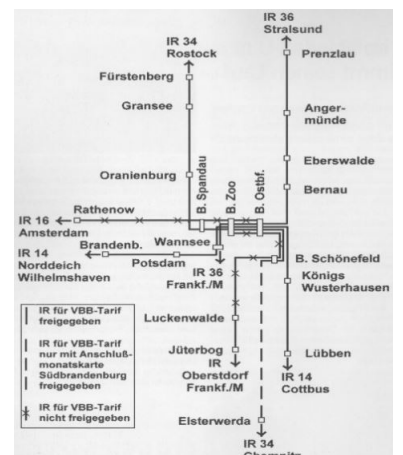 IR 36
Stralsund
IR 34
Rostock
Prenzlau
Fürstenberg
Gransee
Anger-
münde
Eberswalde
Oranienburg
B. Spandau
B. Zoo
B. Ostbf.
Bernau
Rathenow
IR 16
Amsterdam
Wannsee
Brandenb.
IR 14
Norddeich
Wilhelmshaven
Potsdam
B. Schönefeld
IR 36
Frankf./M
Königs
Wusterhausen
IR für VBB-Tarif
freigegeben
Luckenwalde
IR für VBB-Tarif
nur mit Anschluß-
monatskarte
Südbrandenburg
freigegeben
Jüterbog
Lübben
IR
Oberstdorf
Frankf./M
IR 14
Cottbus
IR für VBB-Tarif
nicht freigegeben
Elsterwerda
IR 34
Chemnitz